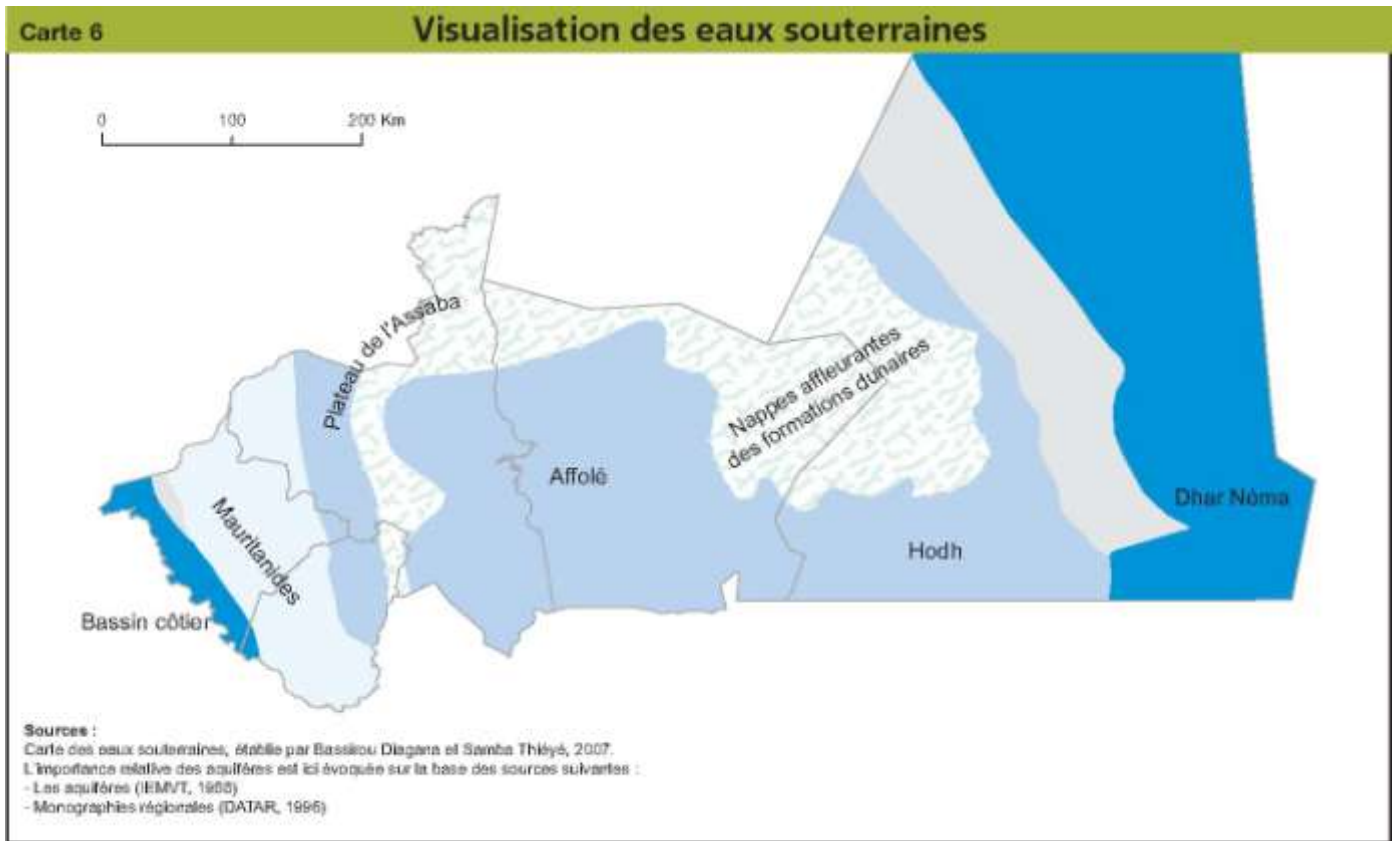 Carte 6
Visualisation des eaux souterraines
0 100 200 Km
Plateau de l'Assaba
Nappes affleurantes
des formations dunaires
Affolé
Dhar Néma
Mauritanides
Hodh
Bassin côtier
Sources :
Carte des eaux souterraines, établie par Bassirou Diagana et Samba Thiéyé, 2007.
L'importance relative des aquifères est ici évoquée sur la base des sources suivantes :
- Les aquifères (IEMVT, 1988)
- Monographies régionales (DATAR, 1996)